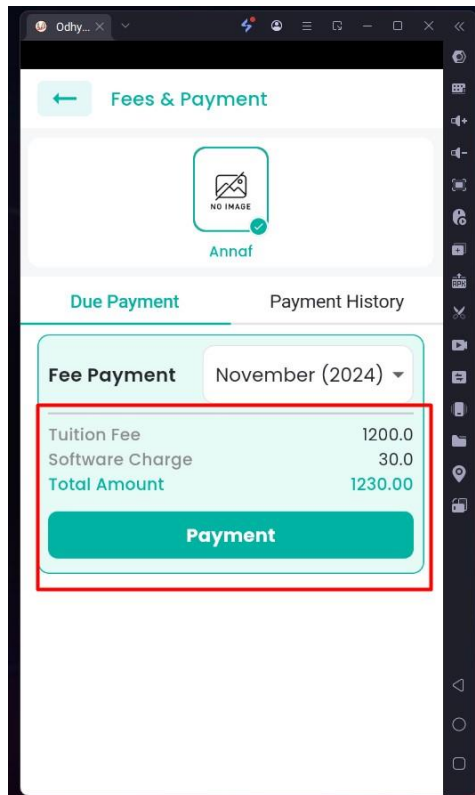 Odhy...
Fees & Payment
NO IMAGE
Annaf
Due Payment Payment History
Fee Payment November (2024)
Tuition Fee 1200.0
Software Charge 30.0
Total Amount 1230.00
Payment